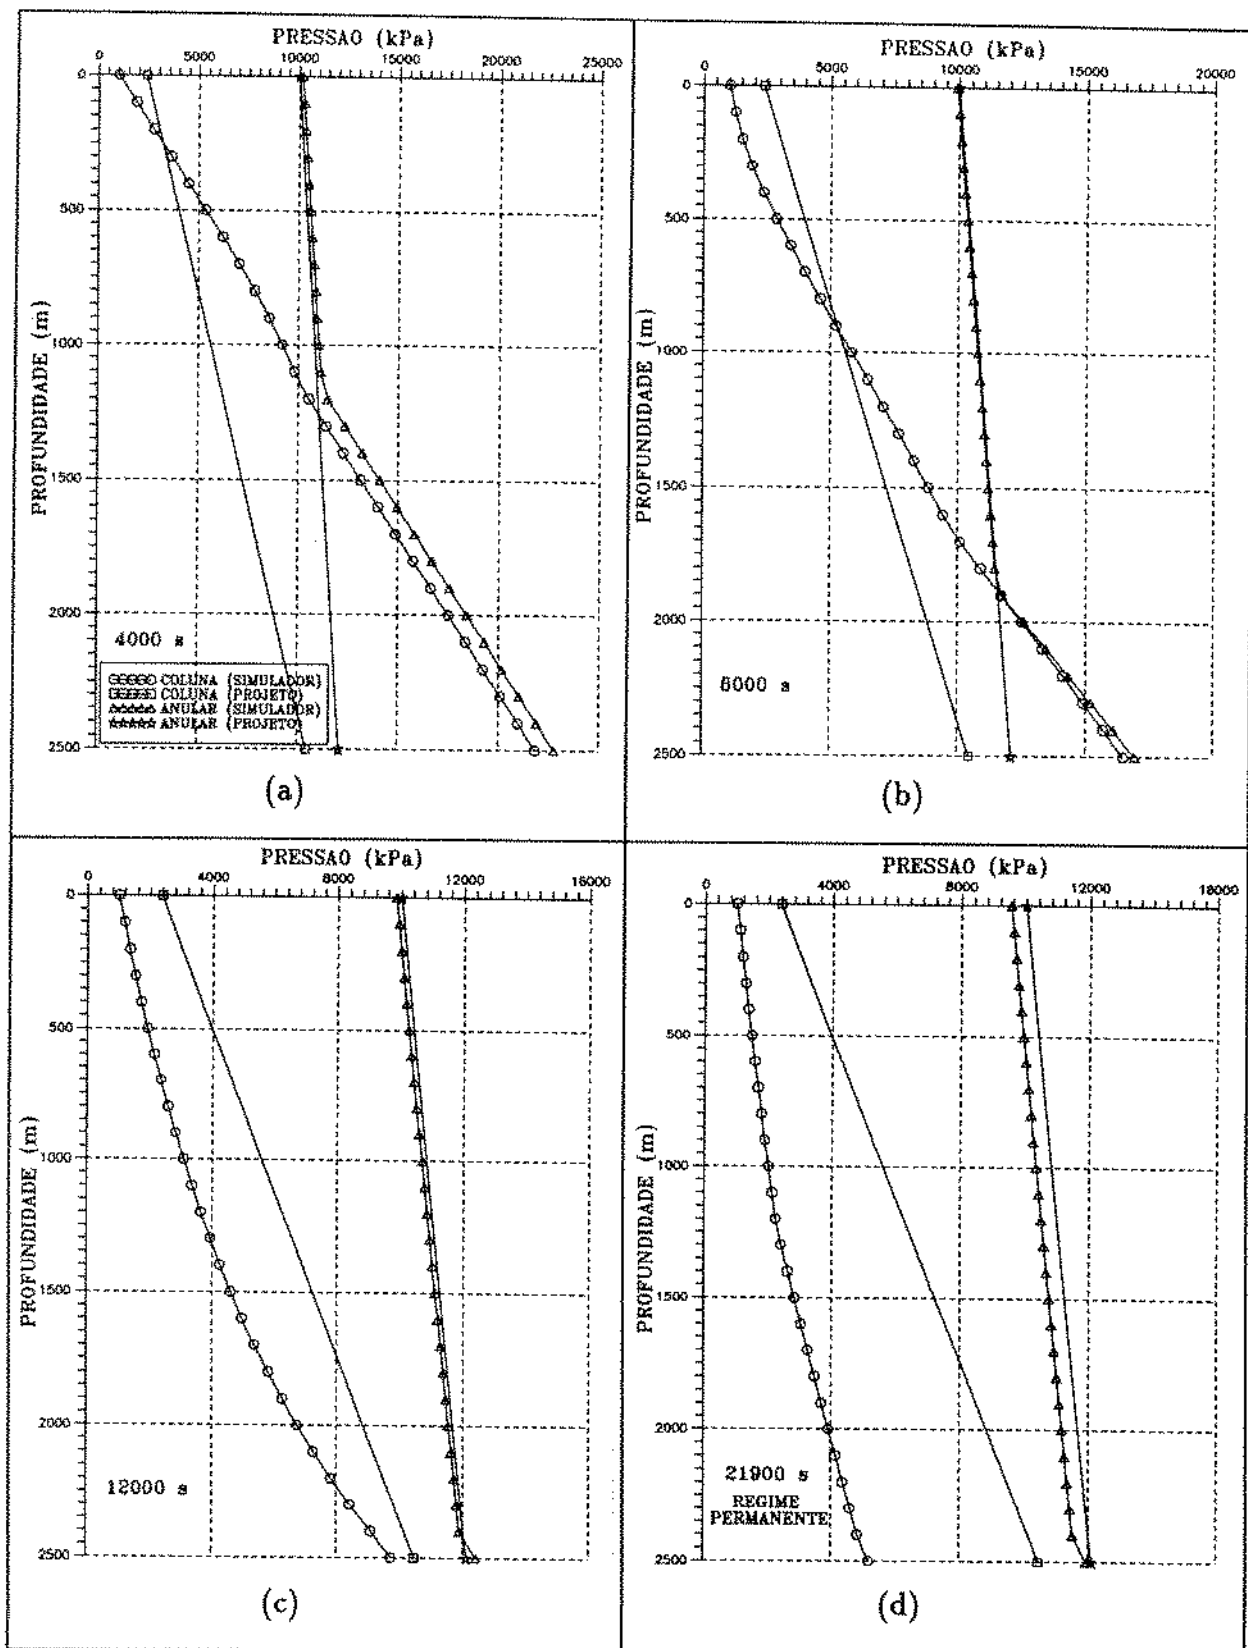 PRESSAO (kPa)
0 5000 10000 15000 20000 25000
0
500
1000
1500
2000
2500
PROFUNDIDADE (m)
4000 s
COLUNA (SIMULADOR)
COLUNA (PROJETO)
ANULAR (SIMULADOR)
ANULAR (PROJETO)
(a)
PRESSAO (kPa)
0 5000 10000 15000 20000
0
500
1000
1500
2000
2500
PROFUNDIDADE (m)
6000 s
(b)
PRESSAO (kPa)
0 4000 8000 12000 16000
0
500
1000
1500
2000
2500
PROFUNDIDADE (m)
12000 s
(c)
PRESSAO (kPa)
0 4000 8000 12000 16000
0
500
1000
1500
2000
2500
PROFUNDIDADE (m)
21900 s
REGIME
PERMANENTE
(d)